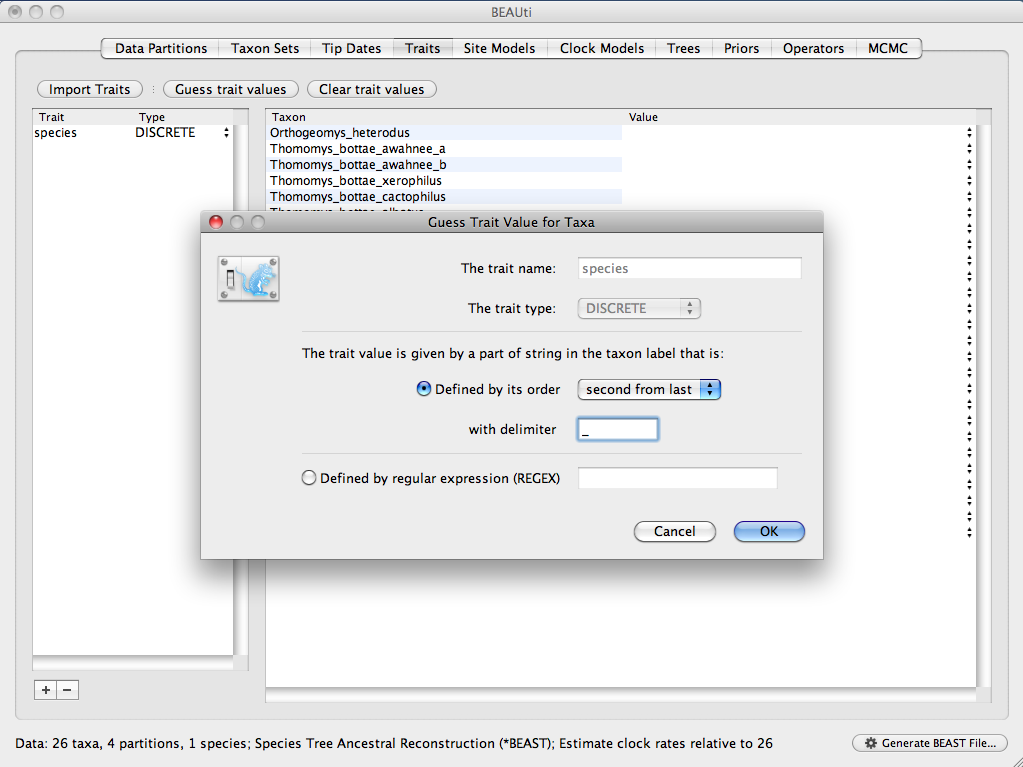 BEAUti
Data Partitions Taxon Sets Tip Dates Traits Site Models Clock Models Trees Priors Operators MCMC
Import Traits Guess trait values Clear trait values
Trait Type Taxon Value
species DISCRETE Orthogeomys_heterodus
Thomomys_bottae_awahnee_a
Thomomys_bottae_awahnee_b
Thomomys_bottae_xerophilus
Thomomys_bottae_cactophilus
Guess Trait Value for Taxa
The trait name: species
The trait type: DISCRETE
The trait value is given by a part of string in the taxon label that is:
Defined by its order second from last
with delimiter _
Defined by regular expression (REGEX)
Cancel OK
+ −
Data: 26 taxa, 4 partitions, 1 species; Species Tree Ancestral Reconstruction (*BEAST); Estimate clock rates relative to 26
Generate BEAST File...